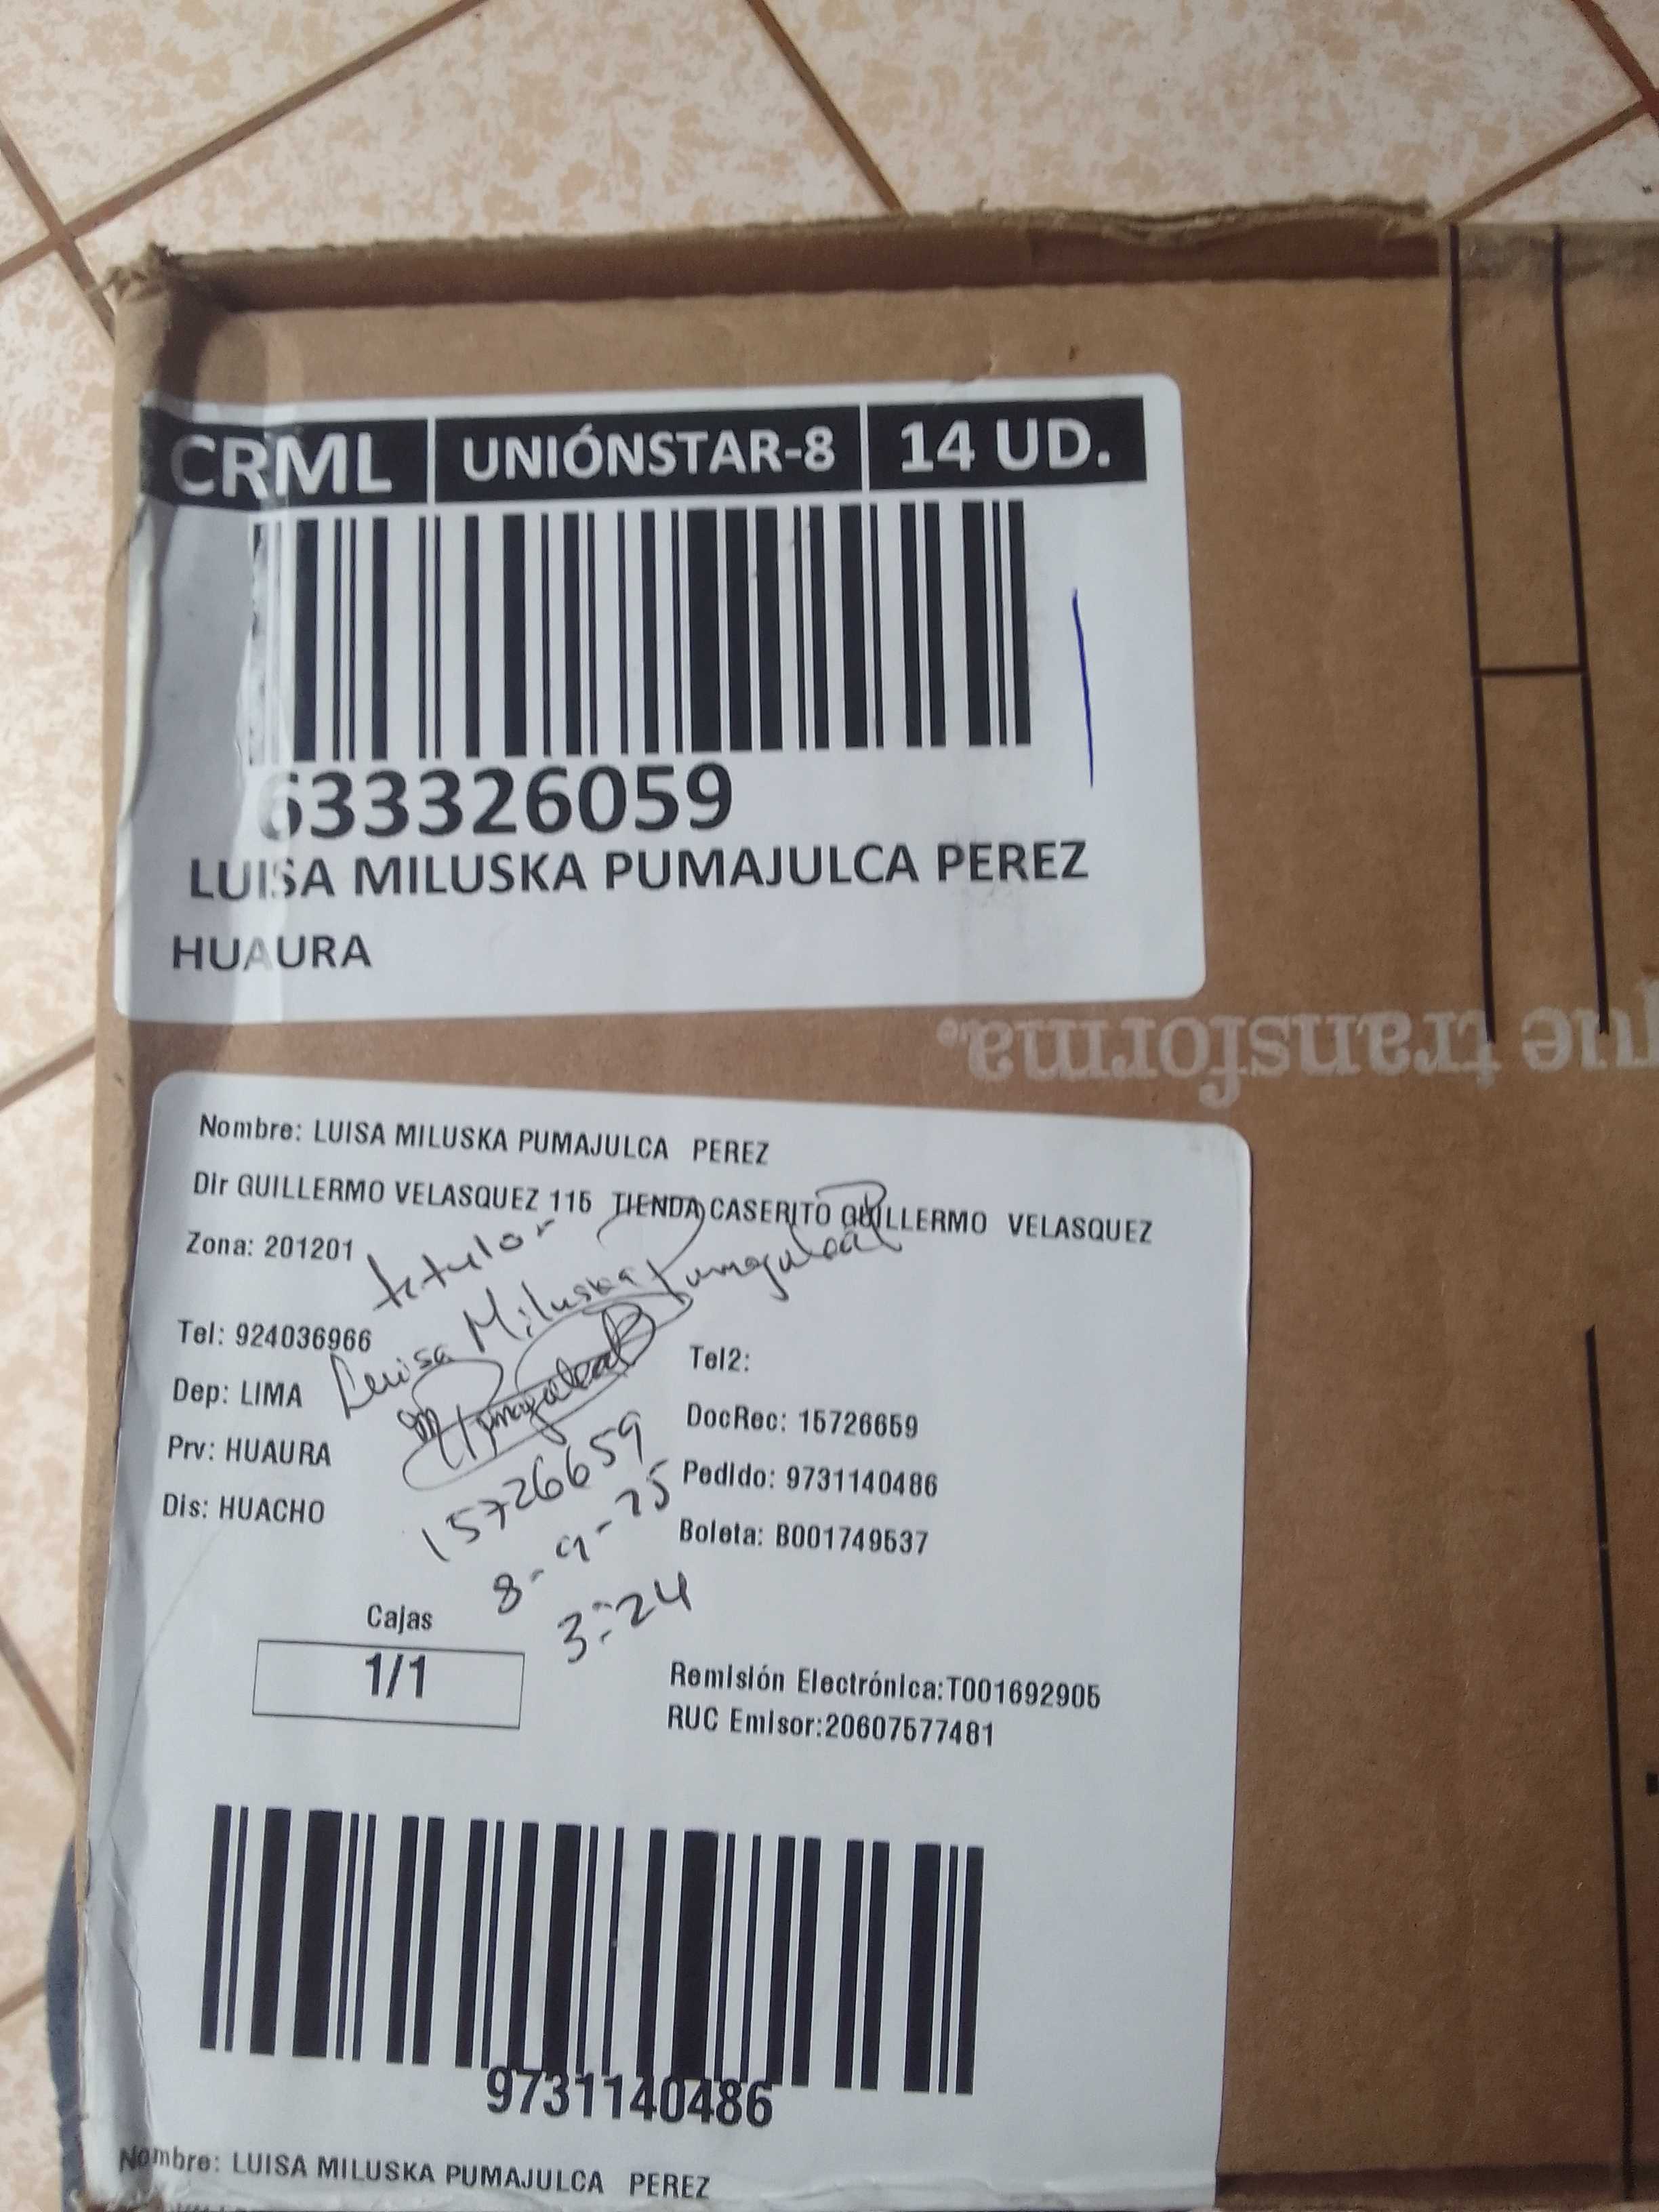 CRML UNIÓNSTAR-8 14 UD.
633326059
LUISA MILUSKA PUMAJULCA PEREZ
HUAURA
que transforma.
Nombre: LUISA MILUSKA PUMAJULCA PEREZ
Dir GUILLERMO VELASQUEZ 115 TIENDA CASERITO GUILLERMO VELASQUEZ
Zona: 201201
titular
Luisa Miluska Pumajulca P
Tel: 924036966
Tel2:
Dep: LIMA
DocRec: 15726659
Prv: HUAURA
15726659
Pedido: 9731140486
Dis: HUACHO
8-9-25
Boleta: B001749537
3:24
Cajas
1/1
Remisión Electrónica:T001692905
RUC Emisor:20607577481
9731140486
Nombre: LUISA MILUSKA PUMAJULCA PEREZ